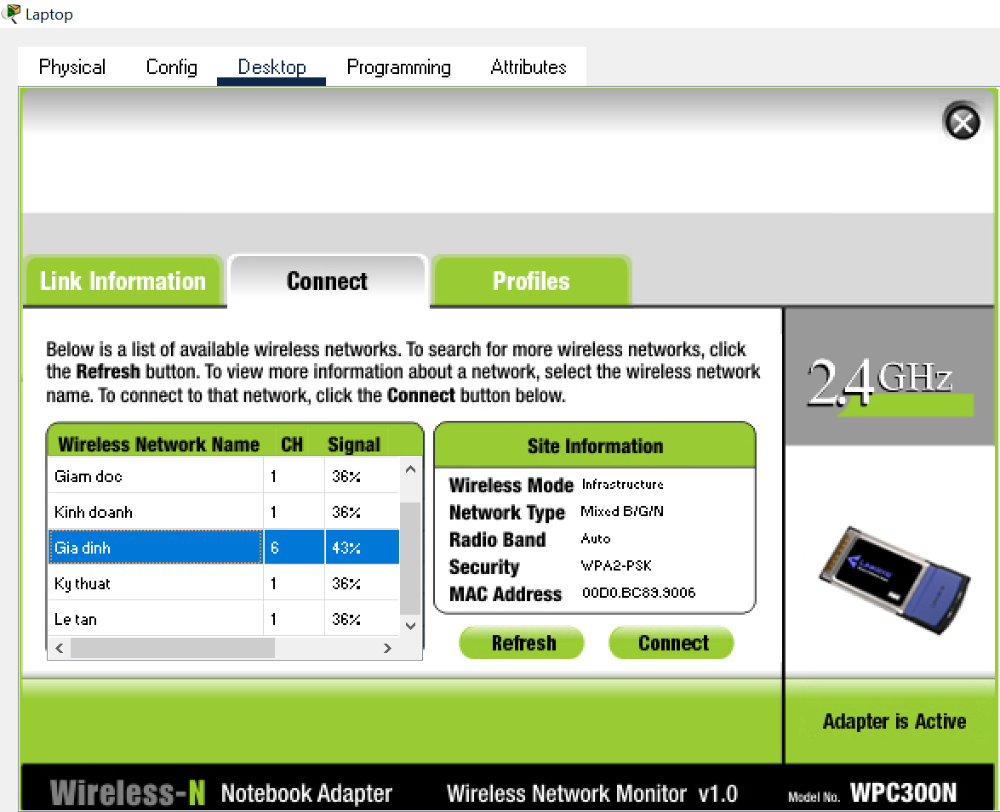 Laptop
Physical Config Desktop Programming Attributes
Link Information Connect Profiles
Below is a list of available wireless networks. To search for more wireless networks, click
the Refresh button. To view more information about a network, select the wireless network
name. To connect to that network, click the Connect button below.
2.4GHz
Wireless Network Name CH Signal
Giam doc 1 36%
Kinh doanh 1 36%
Gia dinh 6 43%
Ky thuat 1 36%
Le tan 1 36%
Site Information
Wireless Mode Infrastructure
Network Type Mixed B/G/N
Radio Band Auto
Security WPA2-PSK
MAC Address 00D0.BC89.9006
Refresh Connect
LINKSYS
Adapter is Active
Wireless-N Notebook Adapter Wireless Network Monitor v1.0 Model No. WPC300N